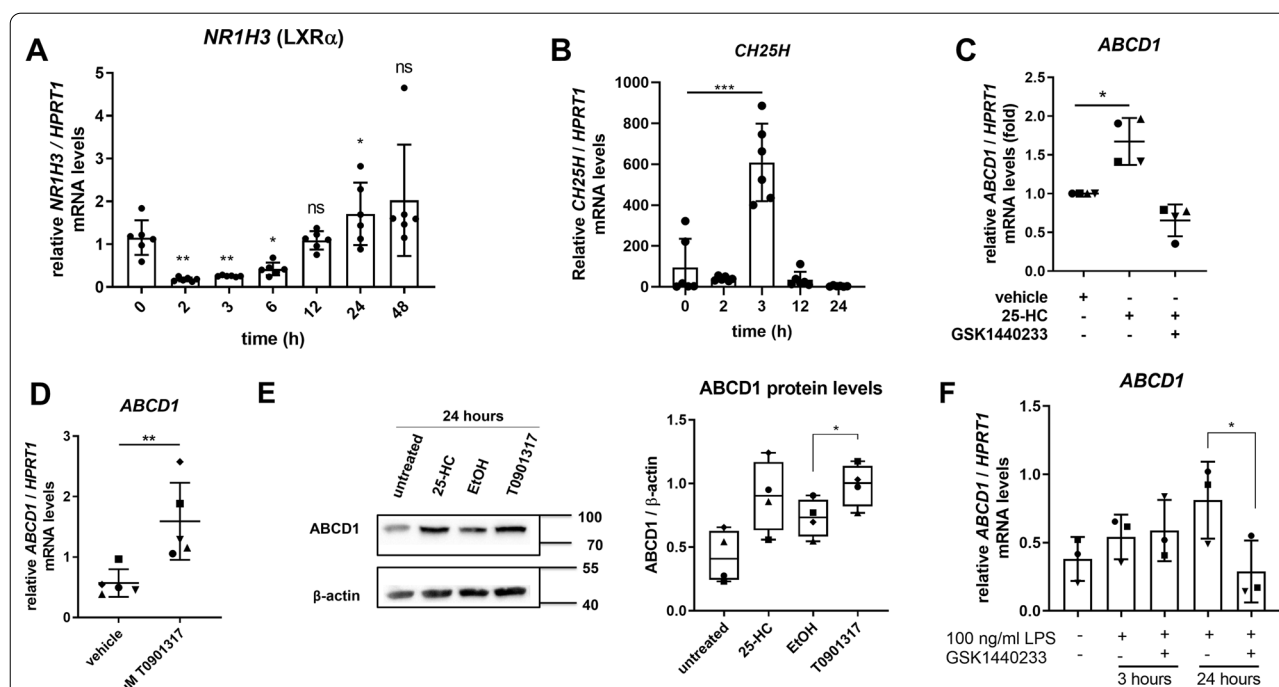 A
NR1H3 (LXRα)
relative NR1H3 / HPRT1
mRNA levels
5
4
3
2
1
0
** ** * ns * ns
0 2 3 6 12 24 48
time (h)
B
CH25H
Relative CH25H / HPRT1
mRNA levels
1000
800
600
400
200
0
***
0 2 3 12 24
time (h)
C
ABCD1
relative ABCD1 / HPRT1
mRNA levels (fold)
2.5
2.0
1.5
1.0
0.5
0.0
*
vehicle + - -
25-HC - + +
GSK1440233 - - +
D
ABCD1
relative ABCD1 / HPRT1
mRNA levels
3
2
1
0
**
vehicle
M T0901317
E
24 hours
untreated 25-HC EtOH T0901317
ABCD1
100
70
β-actin
55
40
ABCD1 protein levels
ABCD1 / β-actin
1.5
1.0
0.5
0.0
*
untreated 25-HC EtOH T0901317
F
ABCD1
relative ABCD1 / HPRT1
mRNA levels
1.5
1.0
0.5
0.0
*
100 ng/ml LPS - + + + +
GSK1440233 - - + - +
3 hours 24 hours